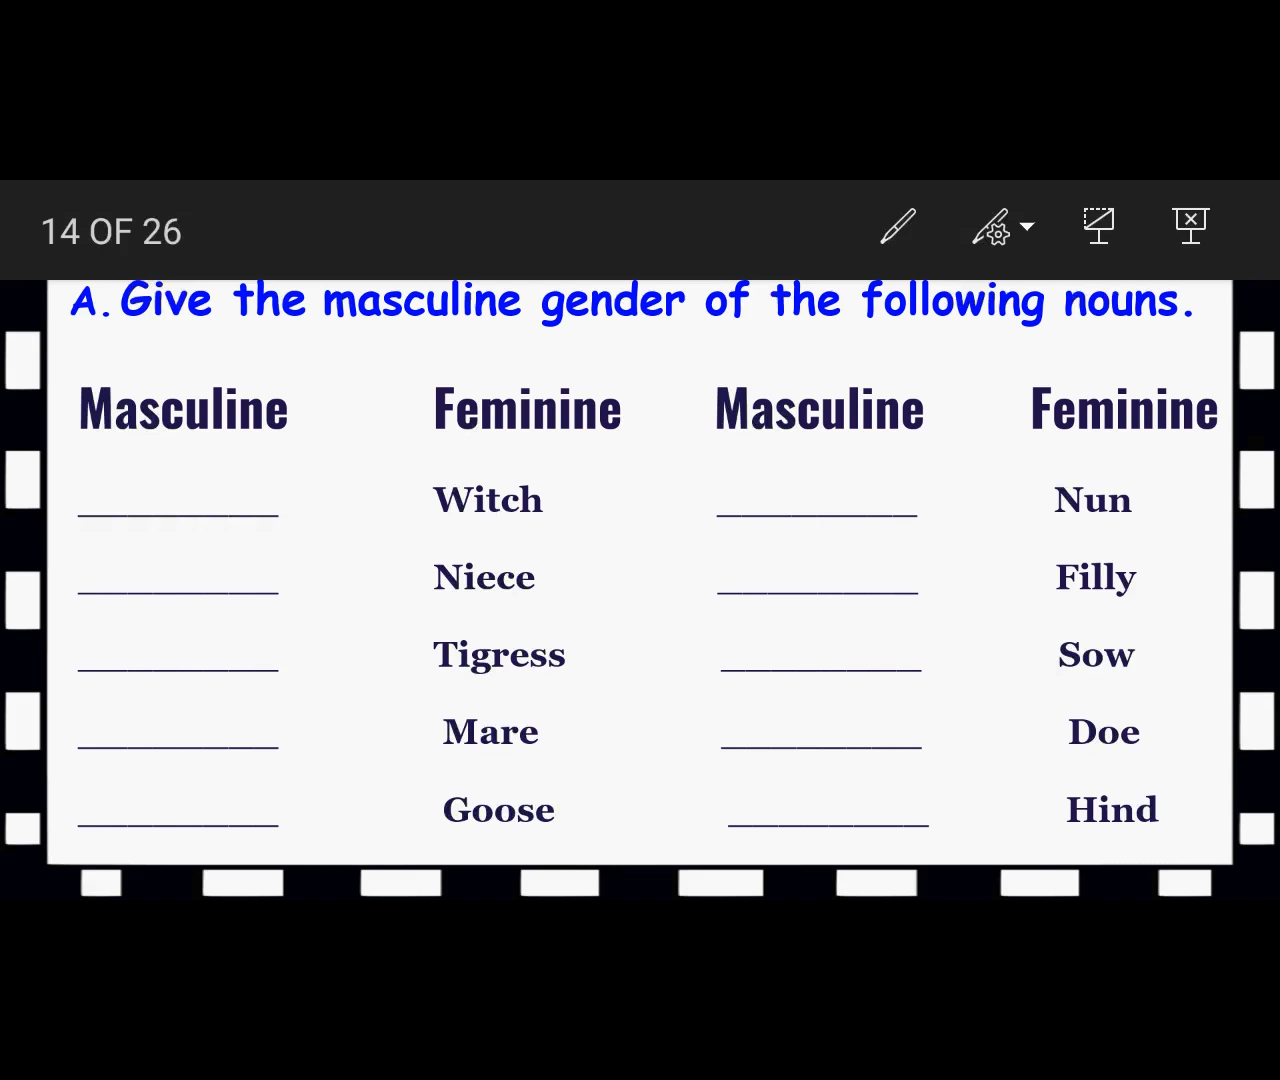 14 OF 26
A. Give the masculine gender of the following nouns.
Masculine Feminine Masculine Feminine
__________ Witch __________ Nun
__________ Niece __________ Filly
__________ Tigress __________ Sow
__________ Mare __________ Doe
__________ Goose __________ Hind